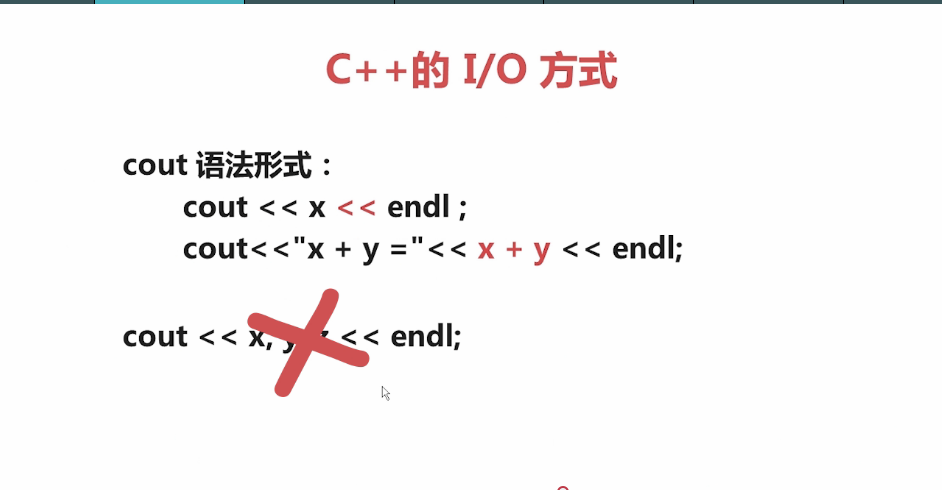 C++的 I/O 方式
cout 语法形式：
cout << x << endl ;
cout<<"x + y ="<< x + y << endl;
cout << x, y << endl;